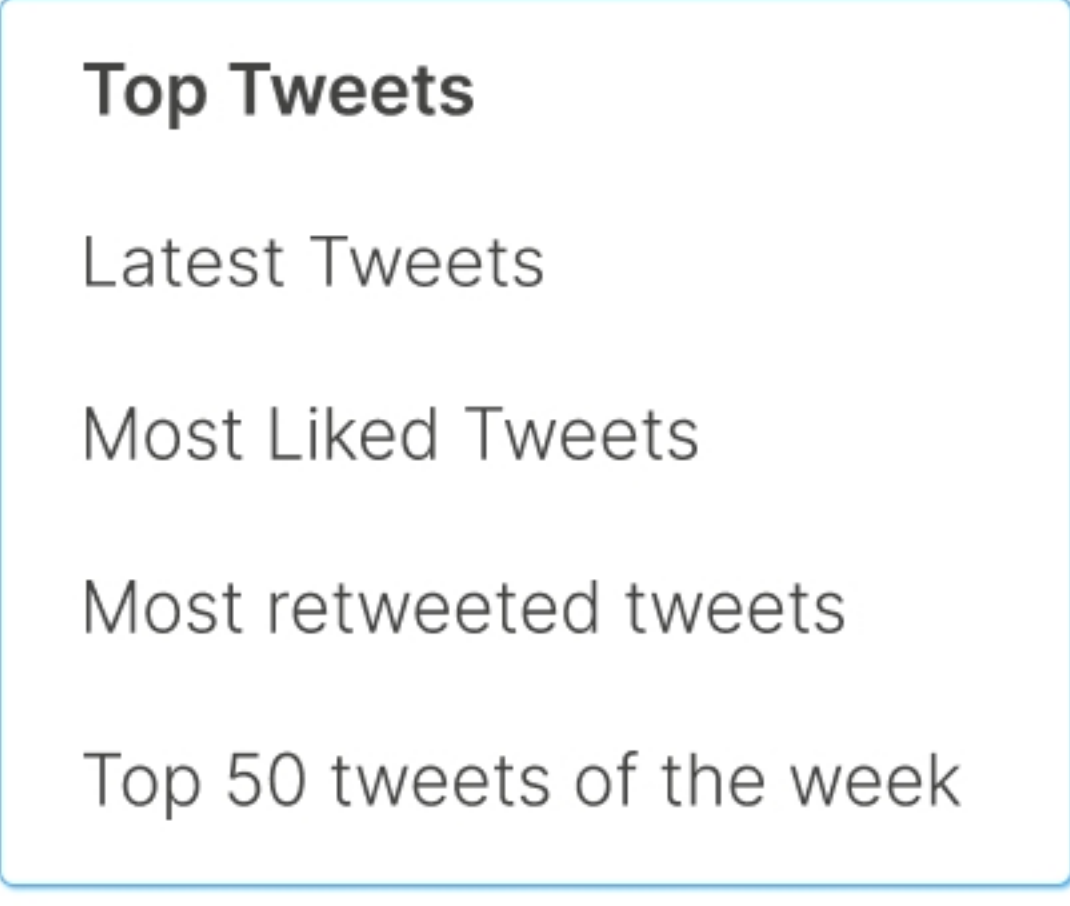 Top Tweets
Latest Tweets
Most Liked Tweets
Most retweeted tweets
Top 50 tweets of the week